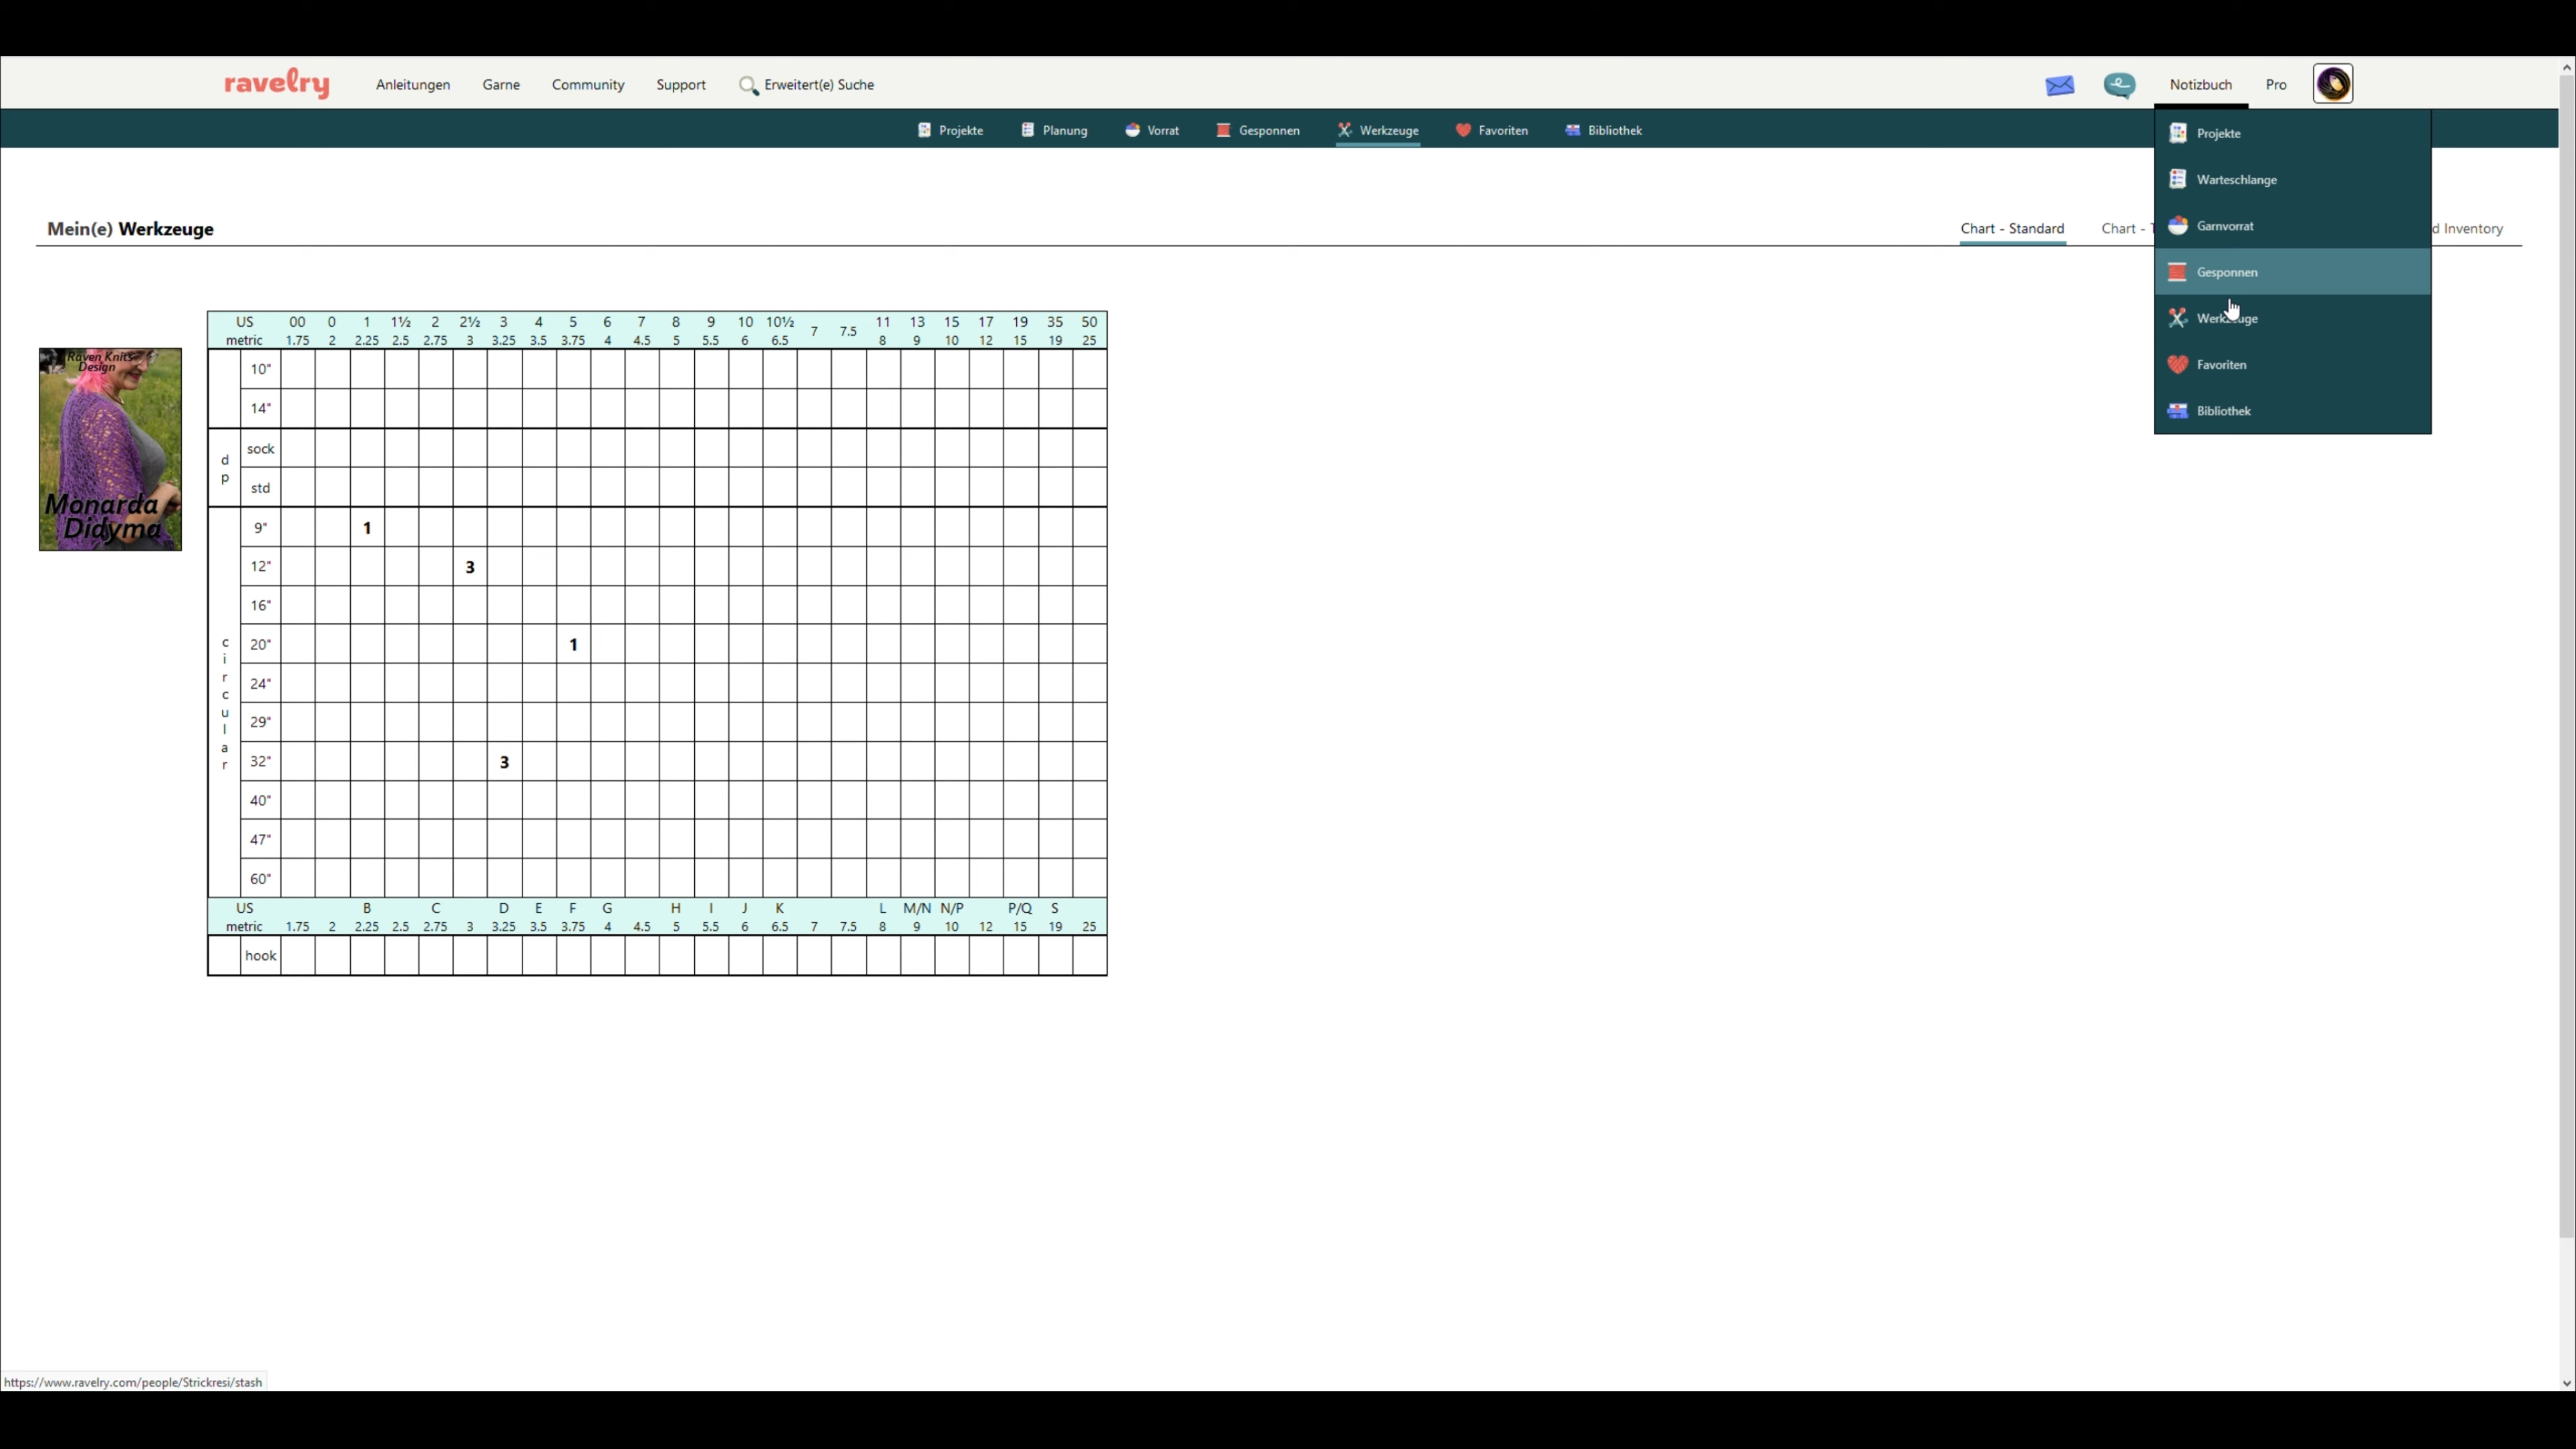 ravelry Anleitungen Garne Community Support Erweitert(e) Suche Notizbuch Pro
Projekte Planung Vorrat Gesponnen Werkzeuge Favoriten Bibliothek
Projekte
Warteschlange
Garnvorrat
Gesponnen
Werkzeuge
Favoriten
Bibliothek
Mein(e) Werkzeuge Chart - Standard Chart - d Inventory
Raven Knits
Design
Monarda
Didyma
US 00 0 1 1½ 2 2½ 3 4 5 6 7 8 9 10 10½ 7 7.5 11 13 15 17 19 35 50
metric 1.75 2 2.25 2.5 2.75 3 3.25 3.5 3.75 4 4.5 5 5.5 6 6.5 8 9 10 12 15 19 25
10"
14"
dp
sock
std
circular
9" 1
12" 3
16"
20" 1
24"
29"
32" 3
40"
47"
60"
US B C D E F G H I J K L M/N N/P P/Q S
metric 1.75 2 2.25 2.5 2.75 3 3.25 3.5 3.75 4 4.5 5 5.5 6 6.5 7 7.5 8 9 10 12 15 19 25
hook
https://www.ravelry.com/people/Strickresi/stash